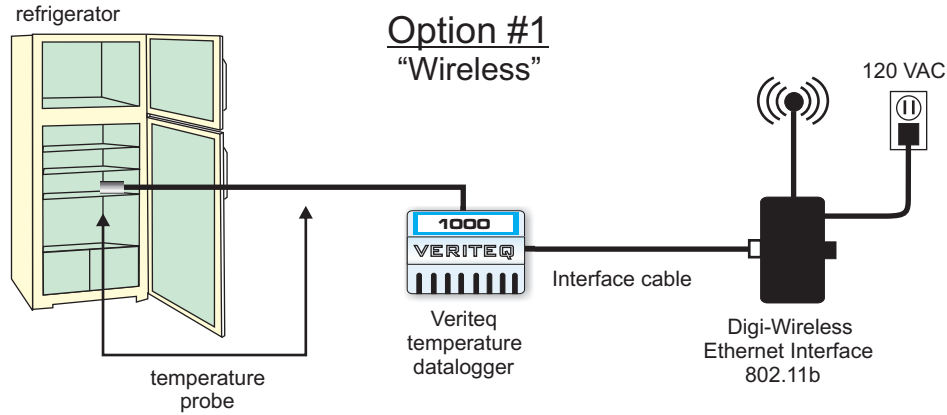 refrigerator
Option #1
“Wireless”
120 VAC
1000
VERITEQ
Interface cable
Veriteq
temperature
datalogger
Digi-Wireless
Ethernet Interface
802.11b
temperature
probe